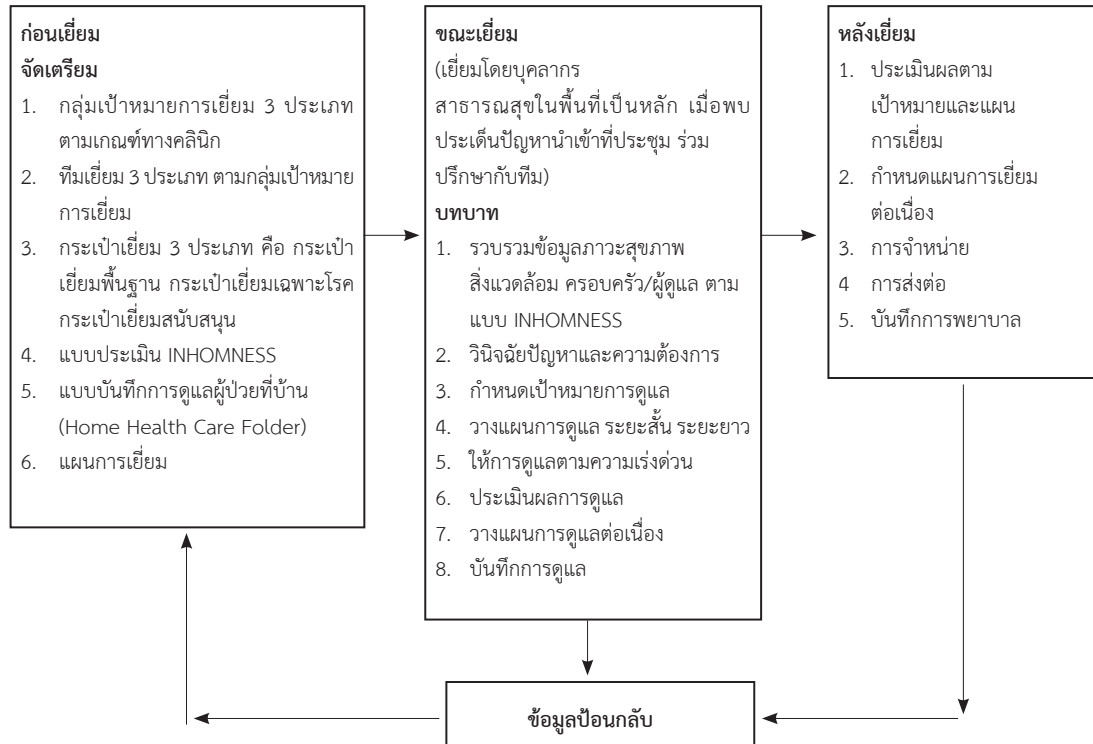 ก่อนเยี่ยม
จัดเตรียม
1. กลุ่มเป้าหมายการเยี่ยม 3 ประเภท
ตามเกณฑ์ทางคลินิก
2. ทีมเยี่ยม 3 ประเภท ตามกลุ่มเป้าหมาย
การเยี่ยม
3. กระเป๋าเยี่ยม 3 ประเภท คือ กระเป๋า
เยี่ยมพื้นฐาน กระเป๋าเยี่ยมเฉพาะโรค
กระเป๋าเยี่ยมสนับสนุน
4. แบบประเมิน INHOMNESS
5. แบบบันทึกการดูแลผู้ป่วยที่บ้าน
(Home Health Care Folder)
6. แผนการเยี่ยม
ขณะเยี่ยม
(เยี่ยมโดยบุคลากร
สาธารณสุขในพื้นที่เป็นหลัก เมื่อพบ
ประเด็นปัญหานำเข้าที่ประชุม ร่วม
ปรึกษากับทีม)
บทบาท
1. รวบรวมข้อมูลภาวะสุขภาพ
สิ่งแวดล้อม ครอบครัว/ผู้ดูแล ตาม
แบบ INHOMNESS
2. วินิจฉัยปัญหาและความต้องการ
3. กำหนดเป้าหมายการดูแล
4. วางแผนการดูแล ระยะสั้น ระยะยาว
5. ให้การดูแลตามความเร่งด่วน
6. ประเมินผลการดูแล
7. วางแผนการดูแลต่อเนื่อง
8. บันทึกการดูแล
หลังเยี่ยม
1. ประเมินผลตาม
เป้าหมายและแผน
การเยี่ยม
2. กำหนดแผนการเยี่ยม
ต่อเนื่อง
3. การจำหน่าย
4 การส่งต่อ
5. บันทึกการพยาบาล
ข้อมูลป้อนกลับ